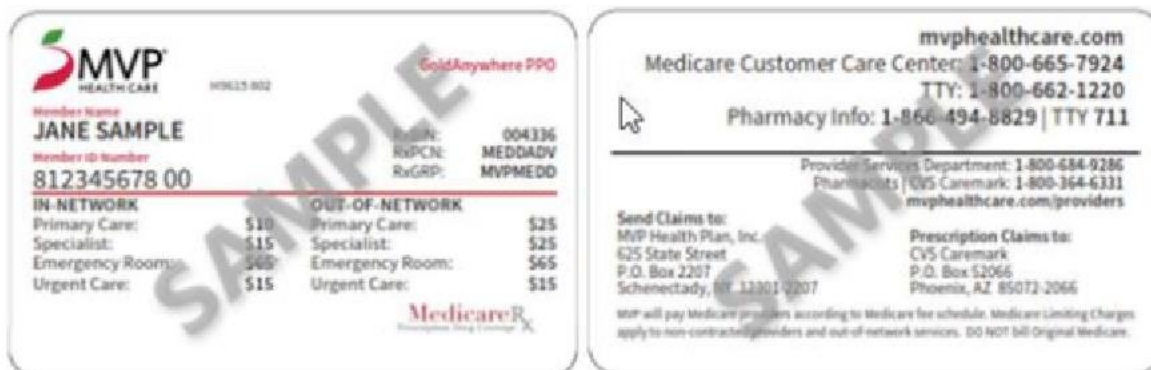 MVP
HEALTH CARE
GoldAnywhere PPO
Member Name
JANE SAMPLE
Member ID Number
812345678 00
004336
RxPCN: MEDDADV
RxGRP: MVPMEDD
IN-NETWORK
Primary Care: $10
Specialist: $15
Emergency Room: $65
Urgent Care: $15
OUT-OF-NETWORK
Primary Care: $25
Specialist: $25
Emergency Room: $65
Urgent Care: $15
MedicareRx
Prescription Drug Coverage
SAMPLE
mvphealthcare.com
Medicare Customer Care Center: 1-800-665-7924
TTY: 1-800-662-1220
Pharmacy Info: 1-866-494-8829 | TTY 711
Provider Services Department: 1-800-684-9286
Pharmacists | CVS Caremark: 1-800-364-6331
mvphealthcare.com/providers
Send Claims to:
MVP Health Plan, Inc.
625 State Street
P.O. Box 2207
Schenectady, NY 12301-2207
Prescription Claims to:
CVS Caremark
P.O. Box 52066
Phoenix, AZ 85072-2066
MVP will pay Medicare providers according to Medicare fee schedule. Medicare Limiting Charges
apply to non-contracted providers and out-of-network services. DO NOT bill Original Medicare.
SAMPLE